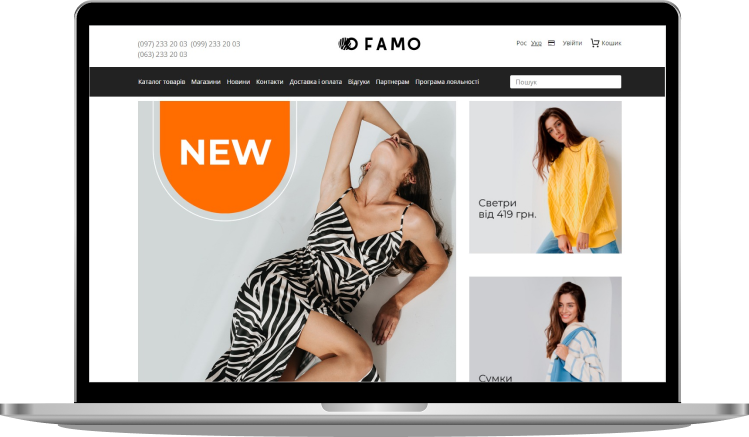 (097) 233 20 03 (099) 233 20 03
(063) 233 20 03
FAMO
Рос Укр Увійти Кошик
Каталог товарів Магазини Новини Контакти Доставка і оплата Відгуки Партнерам Програма лояльності
Пошук
NEW
Светри
від 419 грн.
Сумки